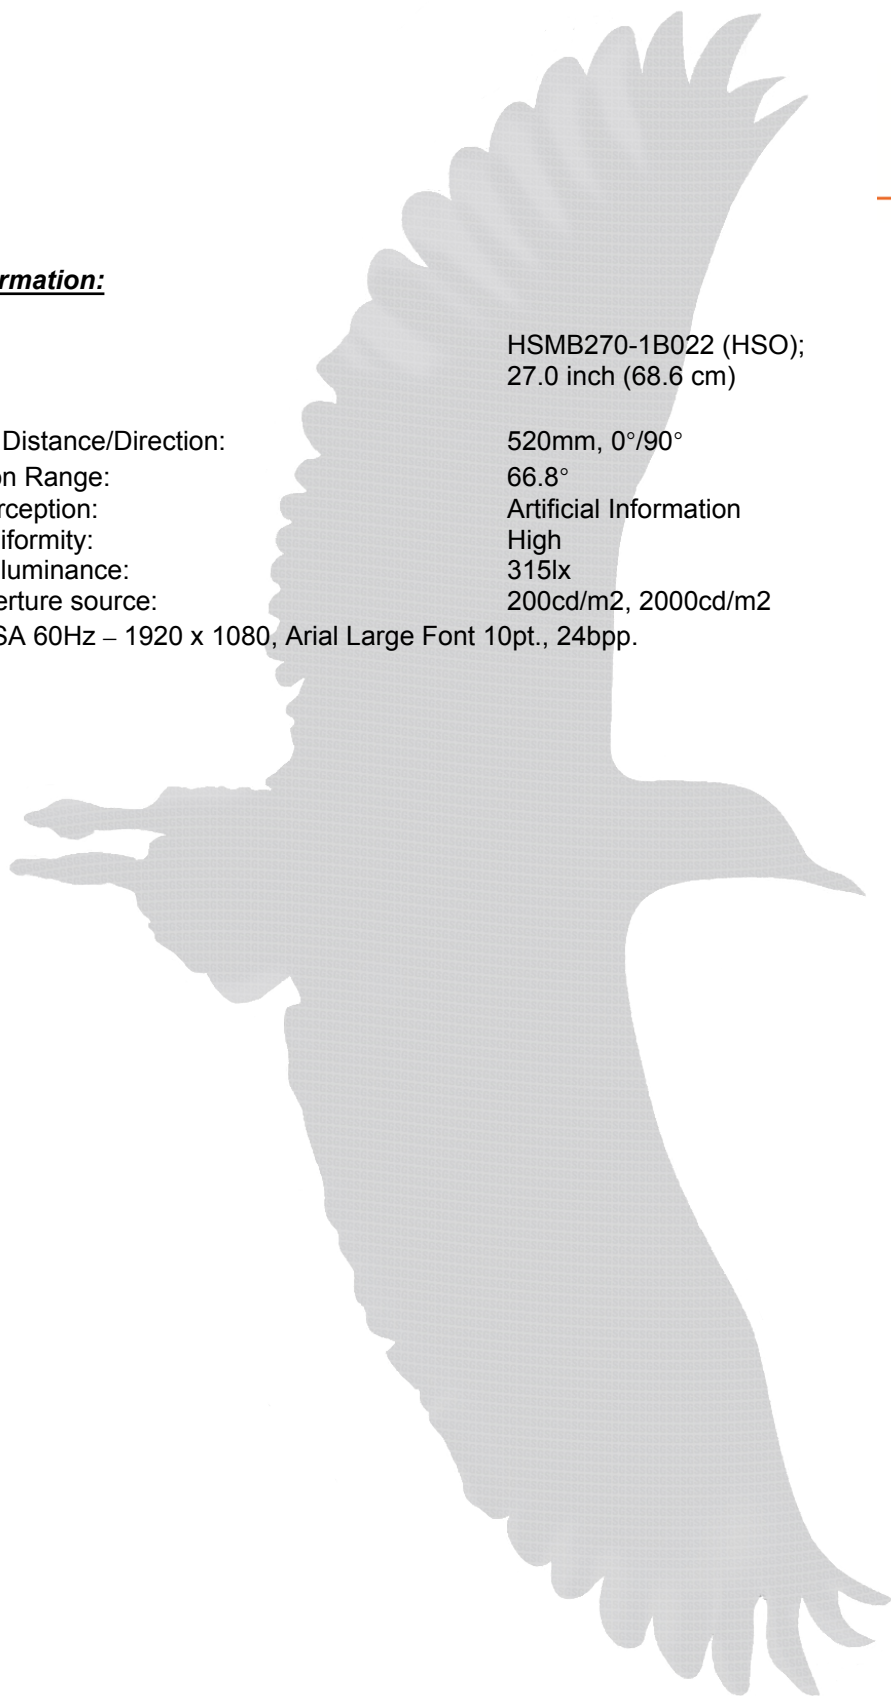 rmation:
HSMB270-1B022 (HSO);
27.0 inch (68.6 cm)
Distance/Direction: 520mm, 0°/90°
on Range: 66.8°
rception: Artificial Information
iformity: High
luminance: 315lx
erture source: 200cd/m2, 2000cd/m2
SA 60Hz – 1920 x 1080, Arial Large Font 10pt., 24bpp.